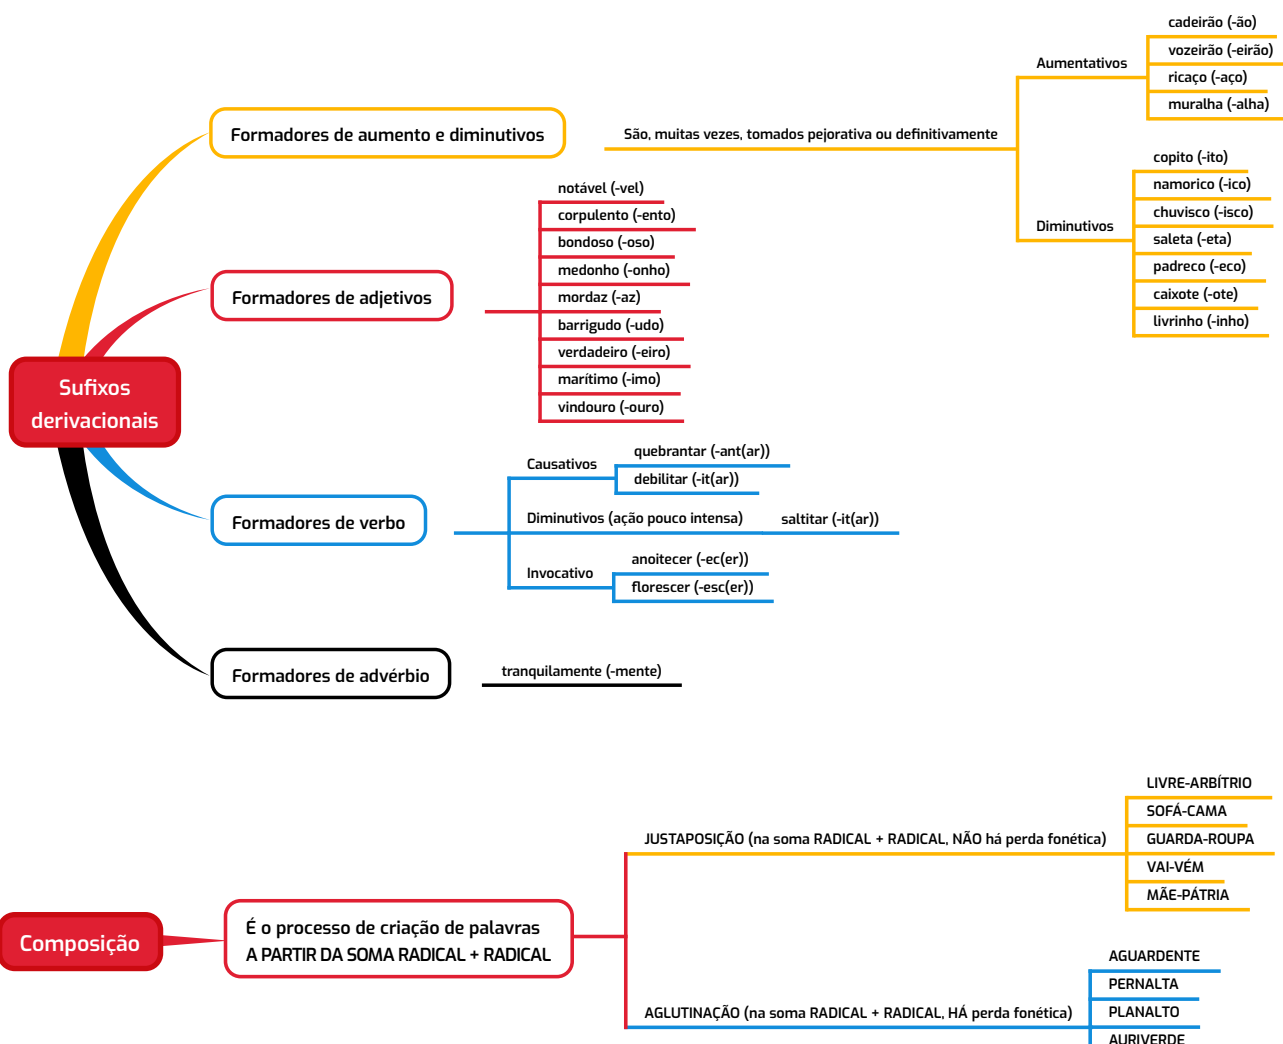 Sufixos
derivacionais
Formadores de aumento e diminutivos
São, muitas vezes, tomados pejorativa ou definitivamente
Aumentativos
cadeirão (-ão)
vozeirão (-eirão)
ricaço (-aço)
muralha (-alha)
Diminutivos
copito (-ito)
namorico (-ico)
chuvisco (-isco)
saleta (-eta)
padreco (-eco)
caixote (-ote)
livrinho (-inho)
Formadores de adjetivos
notável (-vel)
corpulento (-ento)
bondoso (-oso)
medonho (-onho)
mordaz (-az)
barrigudo (-udo)
verdadeiro (-eiro)
marítimo (-imo)
vindouro (-ouro)
Formadores de verbo
Causativos
quebrantar (-ant(ar))
debilitar (-it(ar))
Diminutivos (ação pouco intensa)
saltitar (-it(ar))
Invocativo
anoitecer (-ec(er))
florescer (-esc(er))
Formadores de advérbio
tranquilamente (-mente)
Composição
É o processo de criação de palavras
A PARTIR DA SOMA RADICAL + RADICAL
JUSTAPOSIÇÃO (na soma RADICAL + RADICAL, NÃO há perda fonética)
LIVRE-ARBÍTRIO
SOFÁ-CAMA
GUARDA-ROUPA
VAI-VÉM
MÃE-PÁTRIA
AGLUTINAÇÃO (na soma RADICAL + RADICAL, HÁ perda fonética)
AGUARDENTE
PERNALTA
PLANALTO
AURIVERDE